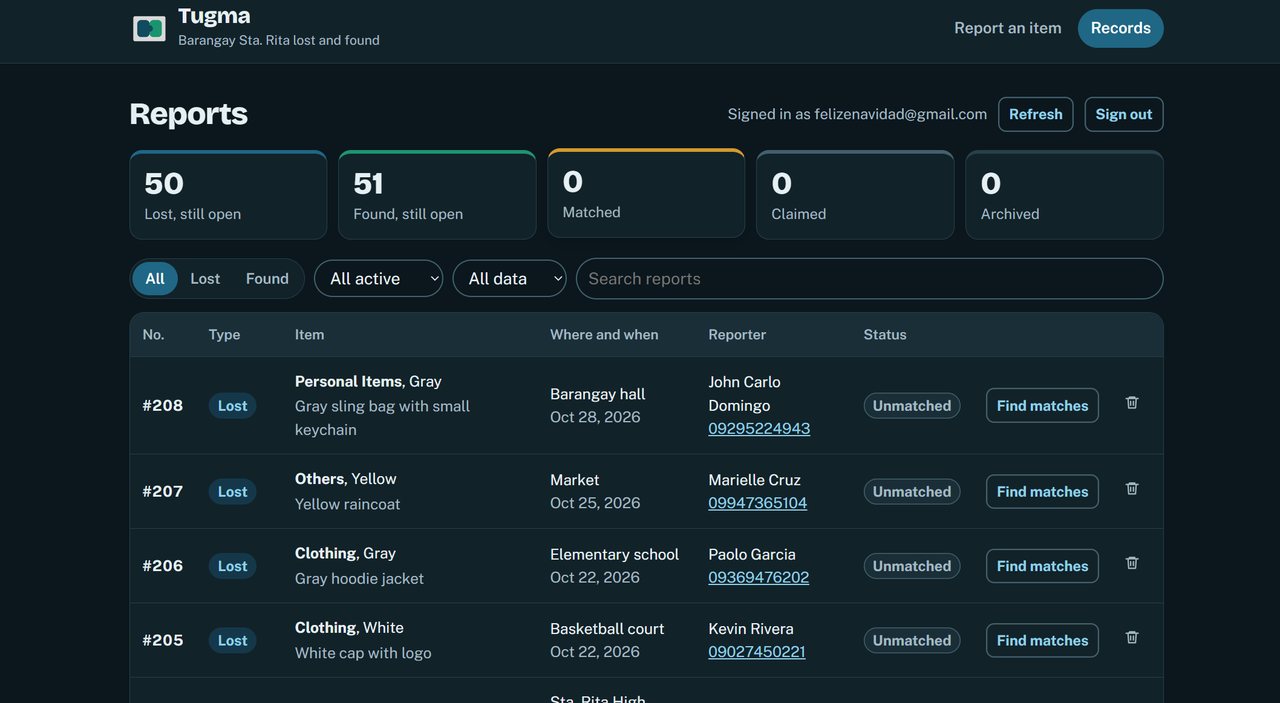 Tugma
Barangay Sta. Rita lost and found
Report an item
Records
Reports
Signed in as felizenavidad@gmail.com
Refresh
Sign out
50
Lost, still open
51
Found, still open
0
Matched
0
Claimed
0
Archived
All
Lost
Found
All active
All data
Search reports
No.
Type
Item
Where and when
Reporter
Status
#208
Lost
Personal Items, Gray
Gray sling bag with small
keychain
Barangay hall
Oct 28, 2026
John Carlo
Domingo
09295224943
Unmatched
Find matches
#207
Lost
Others, Yellow
Yellow raincoat
Market
Oct 25, 2026
Marielle Cruz
09947365104
Unmatched
Find matches
#206
Lost
Clothing, Gray
Gray hoodie jacket
Elementary school
Oct 22, 2026
Paolo Garcia
09369476202
Unmatched
Find matches
#205
Lost
Clothing, White
White cap with logo
Basketball court
Oct 22, 2026
Kevin Rivera
09027450221
Unmatched
Find matches
Sta. Rita High